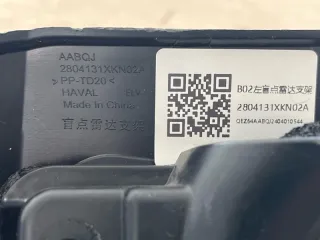 AABQJ
2804131XKN02A
>PP-TD20<
HAVAL
Made In China
盲点雷达支架
B02左盲点雷达支架
2804131XKN02A